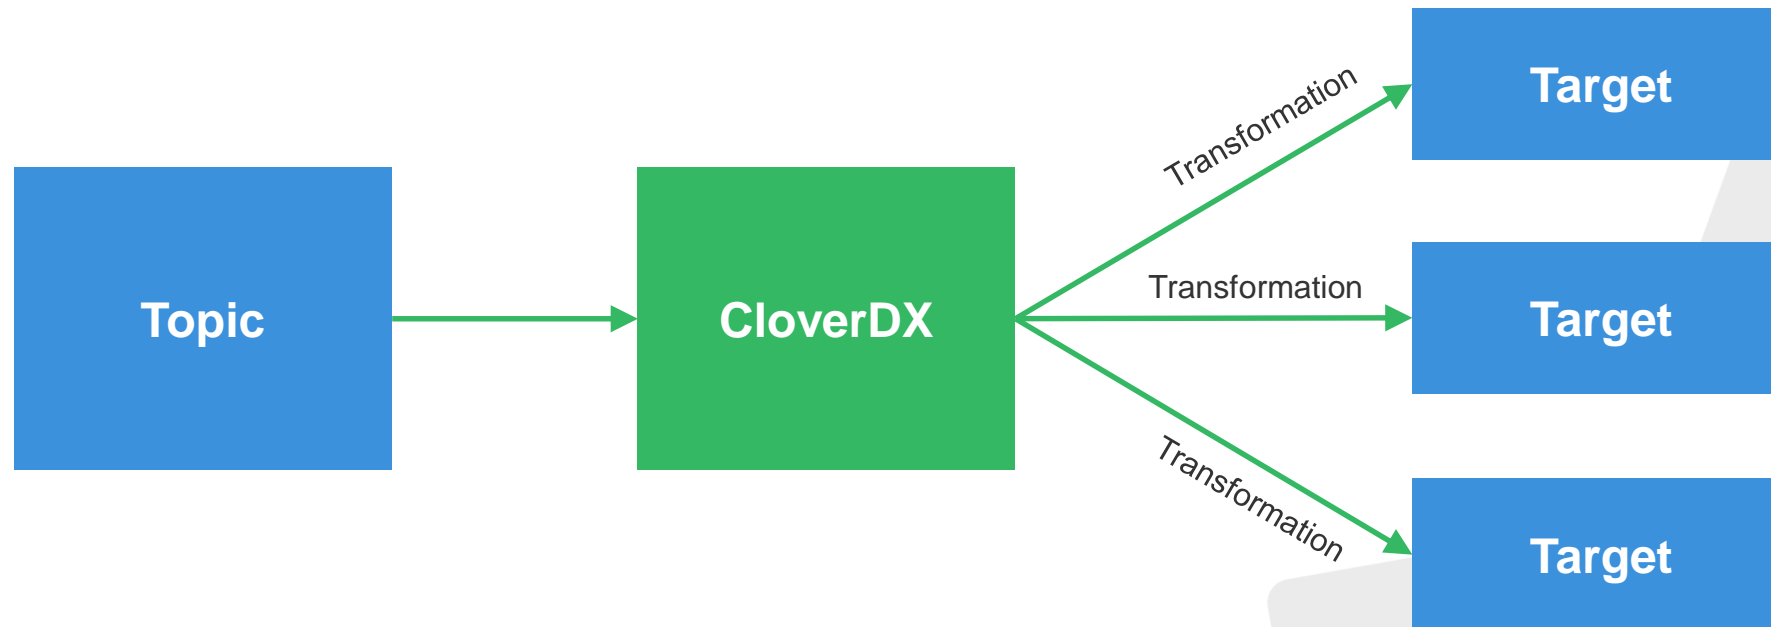 Topic
CloverDX
Transformation
Target
Transformation
Target
Transformation
Target